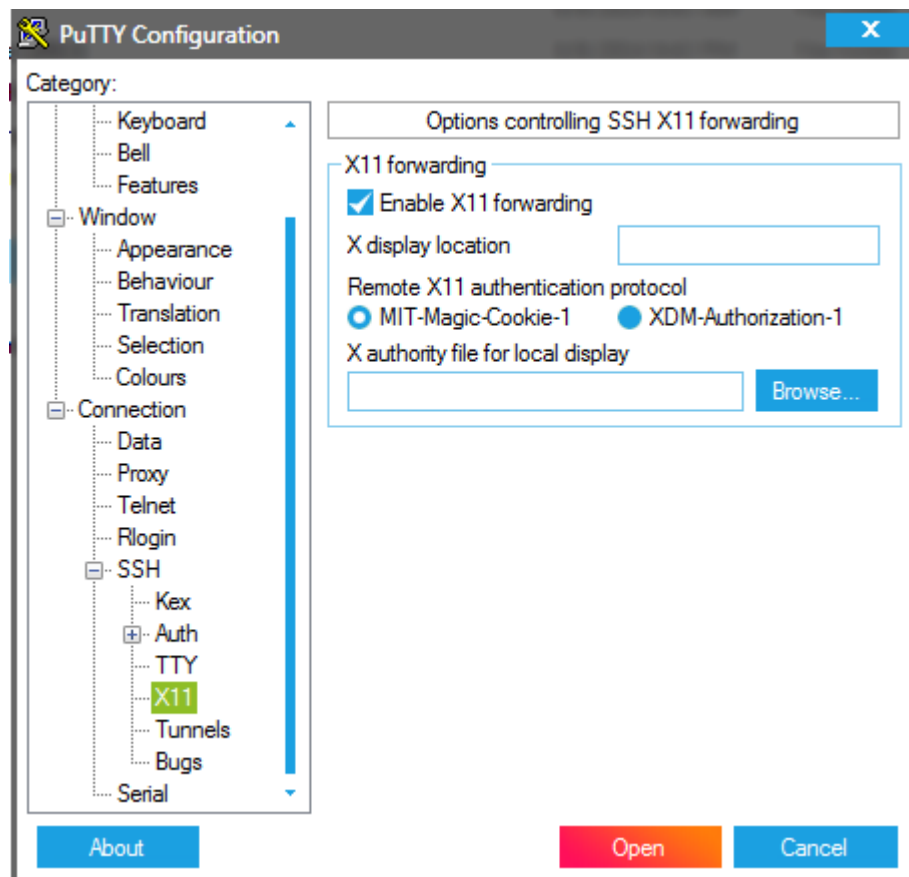 PuTTY Configuration
X
Category:
Keyboard
Bell
Features
Window
Appearance
Behaviour
Translation
Selection
Colours
Connection
Data
Proxy
Telnet
Rlogin
SSH
Kex
Auth
TTY
X11
Tunnels
Bugs
Serial
Options controlling SSH X11 forwarding
X11 forwarding
Enable X11 forwarding
X display location
Remote X11 authentication protocol
MIT-Magic-Cookie-1 XDM-Authorization-1
X authority file for local display
Browse...
About Open Cancel